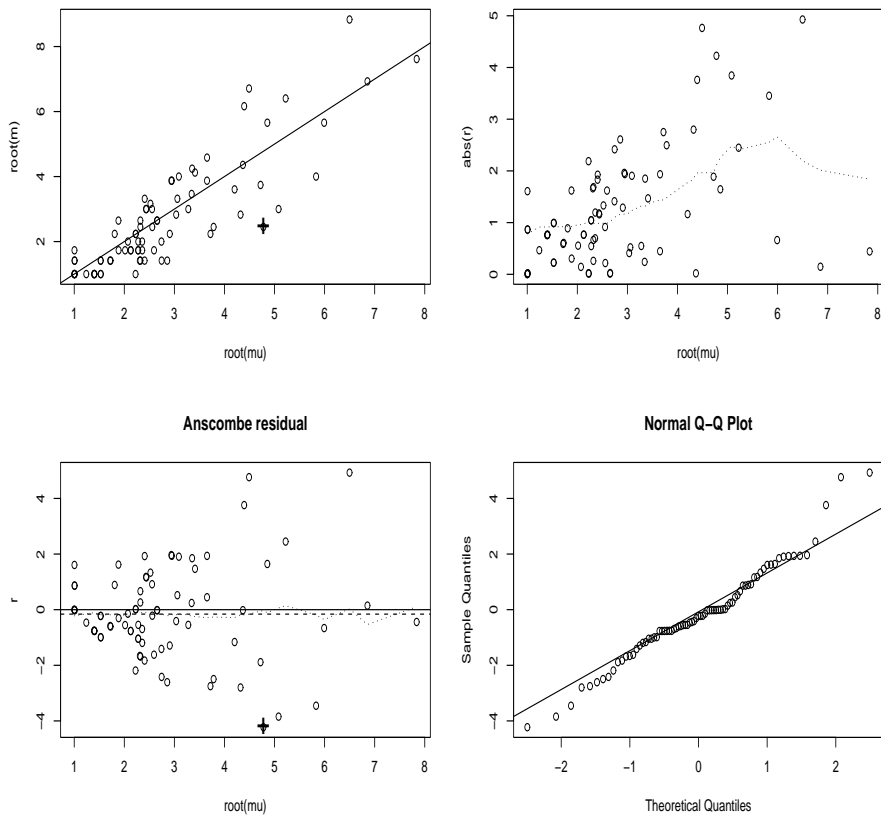 root(m)
8
6
4
2
1 2 3 4 5 6 7 8
root(mu)
abs(r)
5
4
3
2
1
0
1 2 3 4 5 6 7 8
root(mu)
Anscombe residual
r
4
2
0
−2
−4
1 2 3 4 5 6 7 8
root(mu)
Normal Q−Q Plot
Sample Quantiles
4
2
0
−2
−4
−2 −1 0 1 2
Theoretical Quantiles